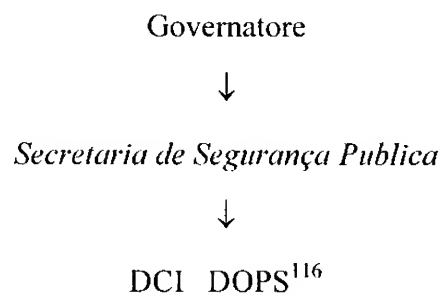 Governatore
↓
Secretaria de Segurança Publica
↓
DCI DOPS116